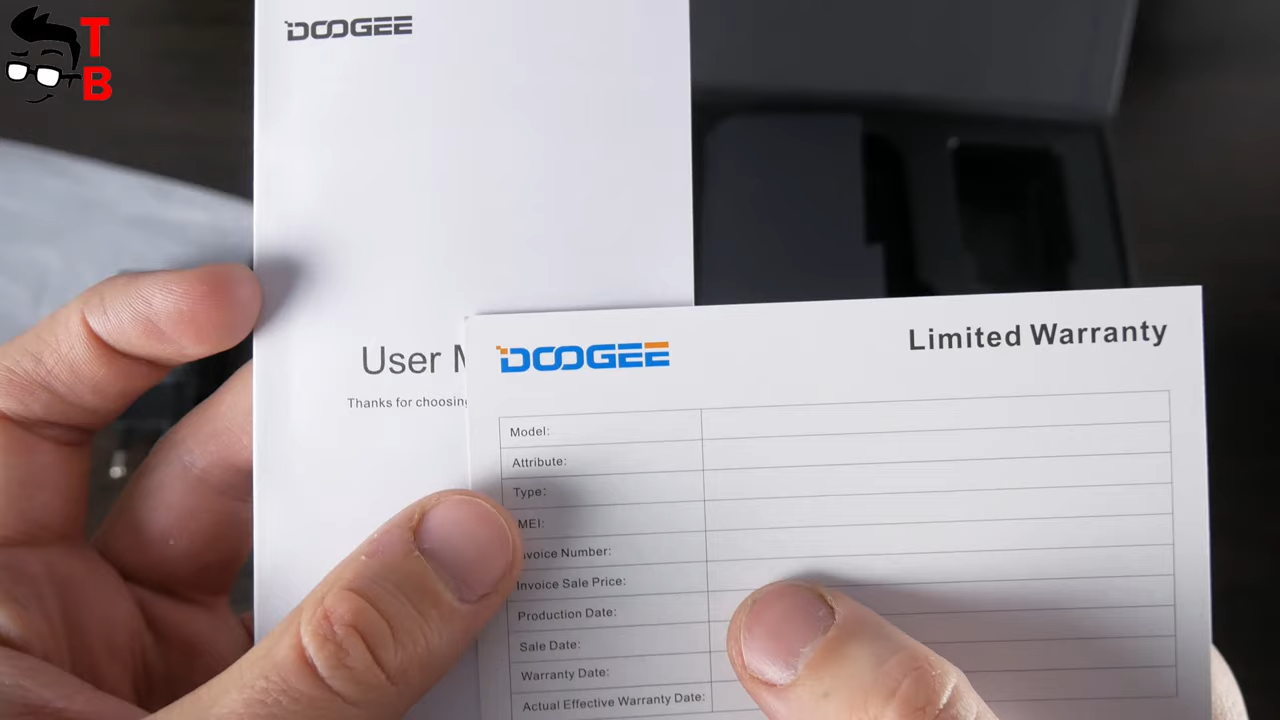 TB
DOOGEE
User M
Thanks for choosing
DOOGEE
Limited Warranty
Model:
Attribute:
Type:
MEI:
nvoice Number:
Invoice Sale Price:
Production Date:
Sale Date:
Warranty Date:
Actual Effective Warranty Date: